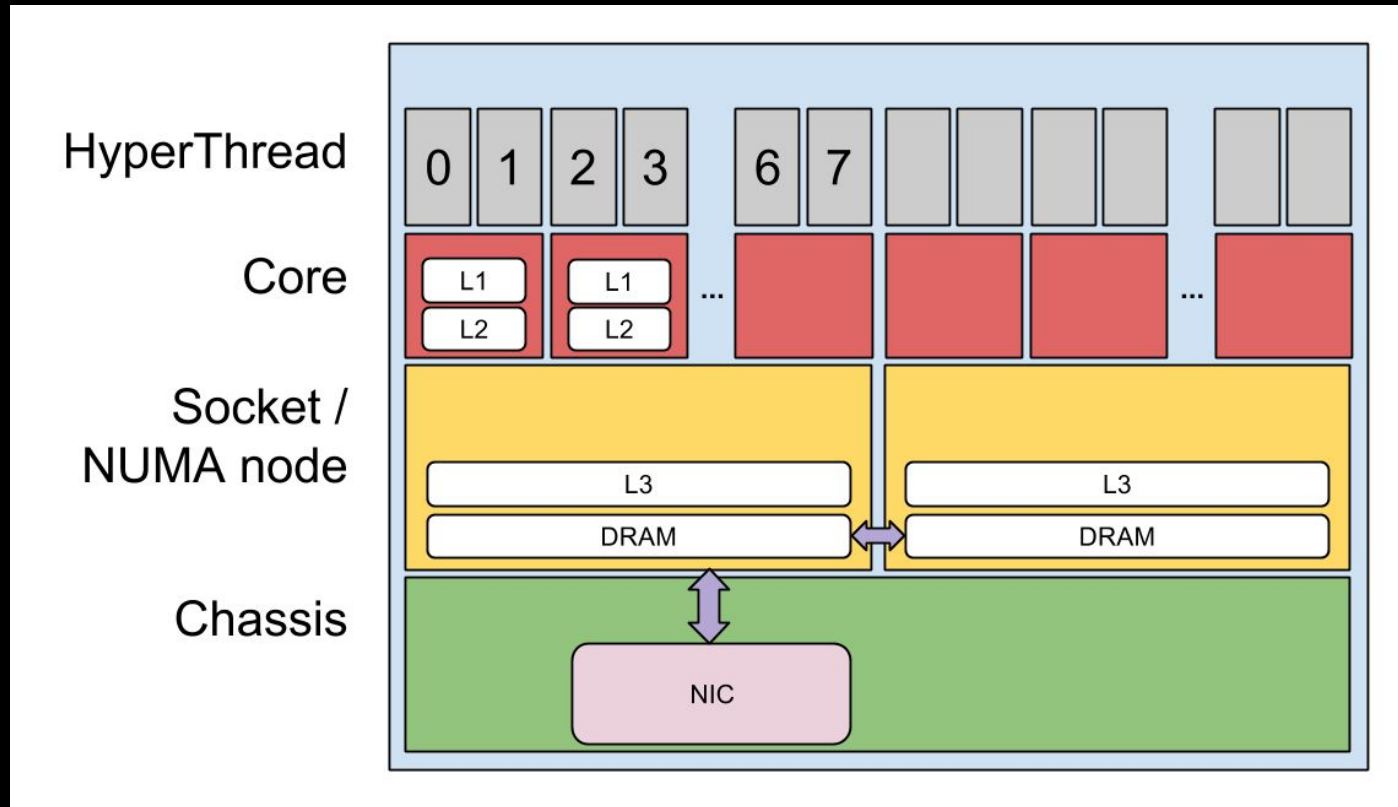 HyperThread
0 1 2 3 6 7
Core
L1 L1
... ...
L2 L2
Socket /
NUMA node
L3 L3
DRAM DRAM
Chassis
NIC